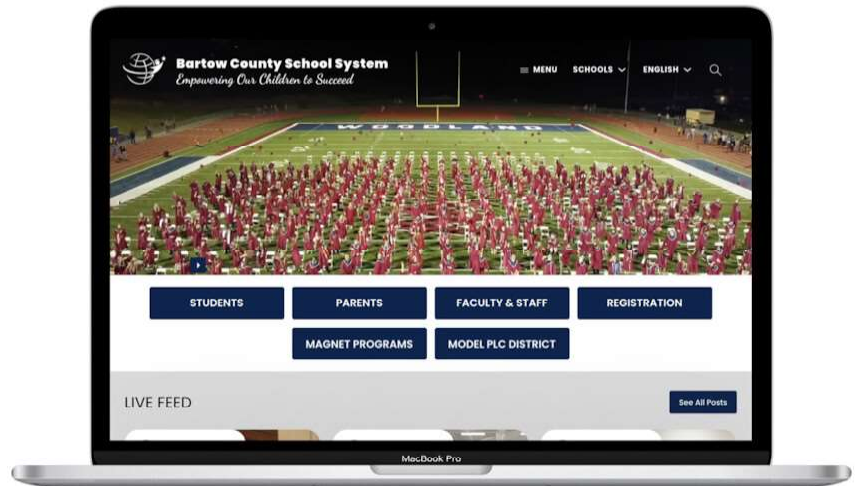 Bartow County School System
Empowering Our Children to Succeed
MENU SCHOOLS ENGLISH
WOODLAND
STUDENTS PARENTS FACULTY & STAFF REGISTRATION
MAGNET PROGRAMS MODEL PLC DISTRICT
LIVE FEED See All Posts
MacBook Pro